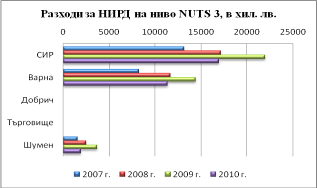 Разходи за НИРД на ниво NUTS 3, в хил. лв.
0 5000 10000 15000 20000 25000
СИР
Варна
Добрич
Търговище
Шумен
2007 г. 2008 г. 2009 г. 2010 г.